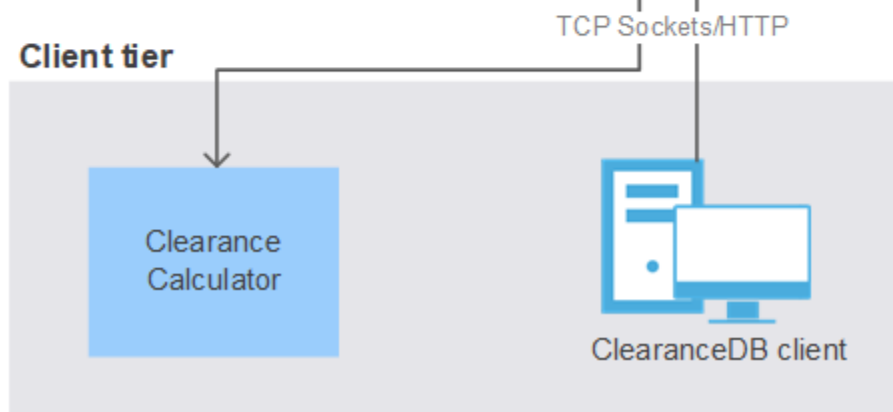 TCP Sockets/HTTP
Client tier
Clearance
Calculator
ClearanceDB client